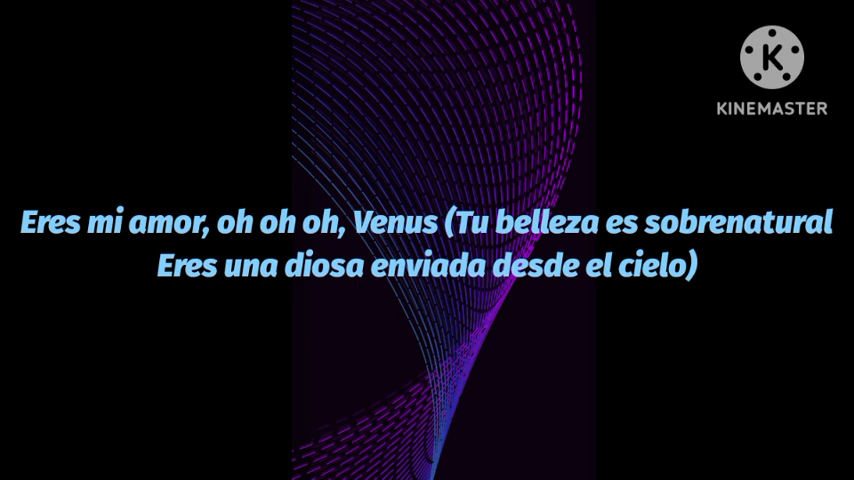 KINEMASTER
Eres mi amor, oh oh oh, Venus (Tu belleza es sobrenatural
Eres una diosa enviada desde el cielo)